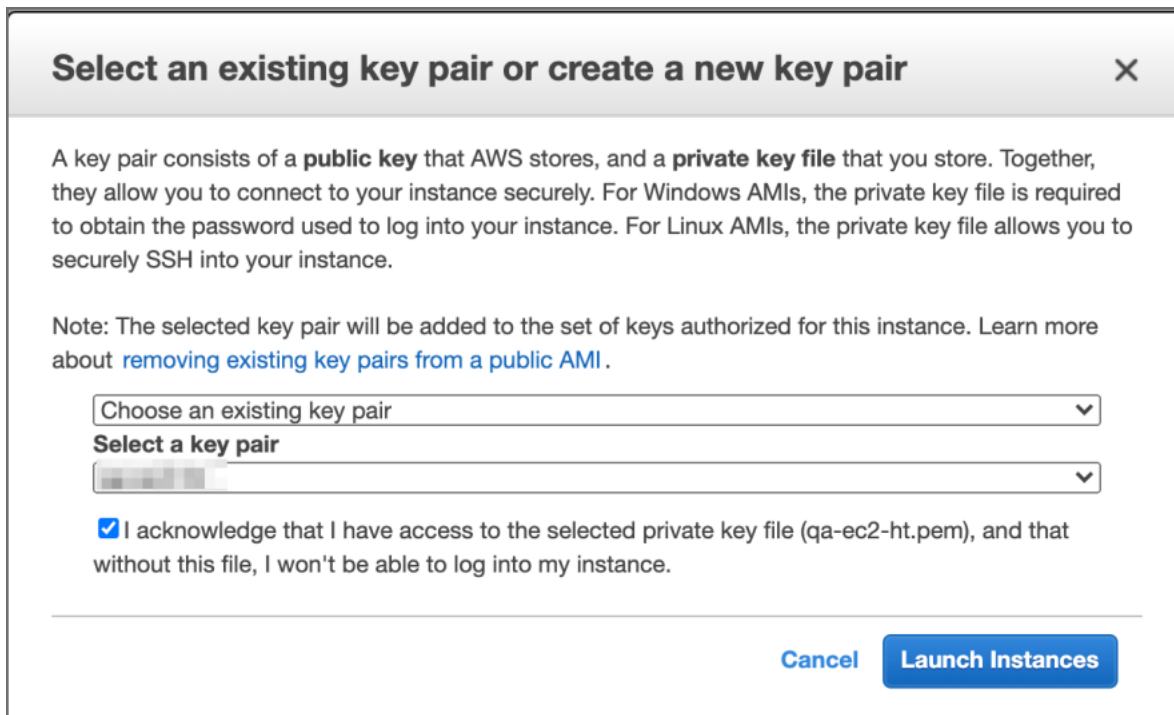 Select an existing key pair or create a new key pair
A key pair consists of a public key that AWS stores, and a private key file that you store. Together,
they allow you to connect to your instance securely. For Windows AMIs, the private key file is required
to obtain the password used to log into your instance. For Linux AMIs, the private key file allows you to
securely SSH into your instance.
Note: The selected key pair will be added to the set of keys authorized for this instance. Learn more
about removing existing key pairs from a public AMI.
Choose an existing key pair
Select a key pair
I acknowledge that I have access to the selected private key file (qa-ec2-ht.pem), and that
without this file, I won't be able to log into my instance.
Cancel Launch Instances